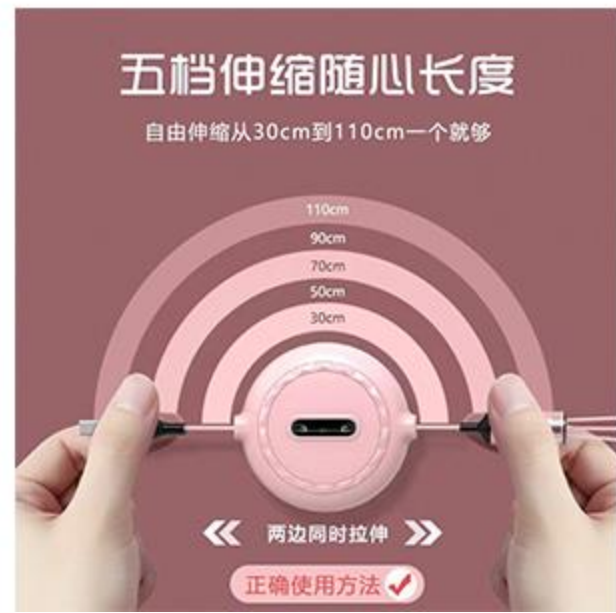 五档伸缩随心长度
自由伸缩从30cm到110cm一个就够
110cm
90cm
70cm
50cm
30cm
两边同时拉伸
正确使用方法